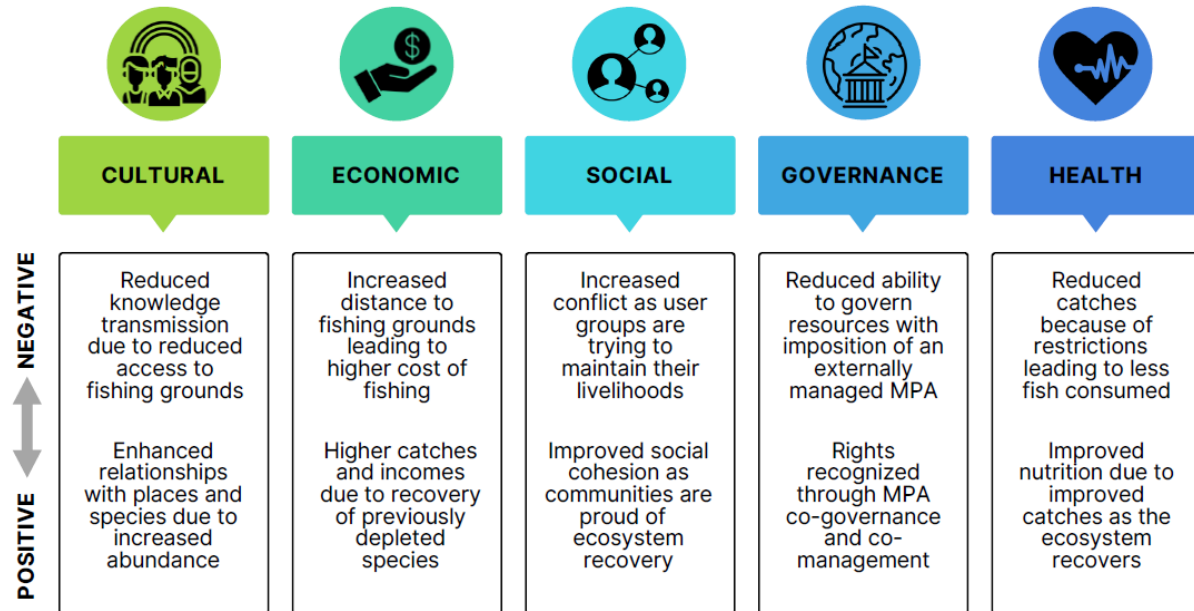 $
CULTURAL
ECONOMIC
SOCIAL
GOVERNANCE
HEALTH
NEGATIVE
POSITIVE
Reduced
knowledge
transmission
due to reduced
access to
fishing grounds
Enhanced
relationships
with places and
species due to
increased
abundance
Increased
distance to
fishing grounds
leading to
higher cost of
fishing
Higher catches
and incomes
due to recovery
of previously
depleted
species
Increased
conflict as user
groups are
trying to
maintain their
livelihoods
Improved social
cohesion as
communities are
proud of
ecosystem
recovery
Reduced ability
to govern
resources with
imposition of an
externally
managed MPA
Rights
recognized
through MPA
co-governance
and co-
management
Reduced
catches
because of
restrictions
leading to less
fish consumed
Improved
nutrition due to
improved
catches as the
ecosystem
recovers